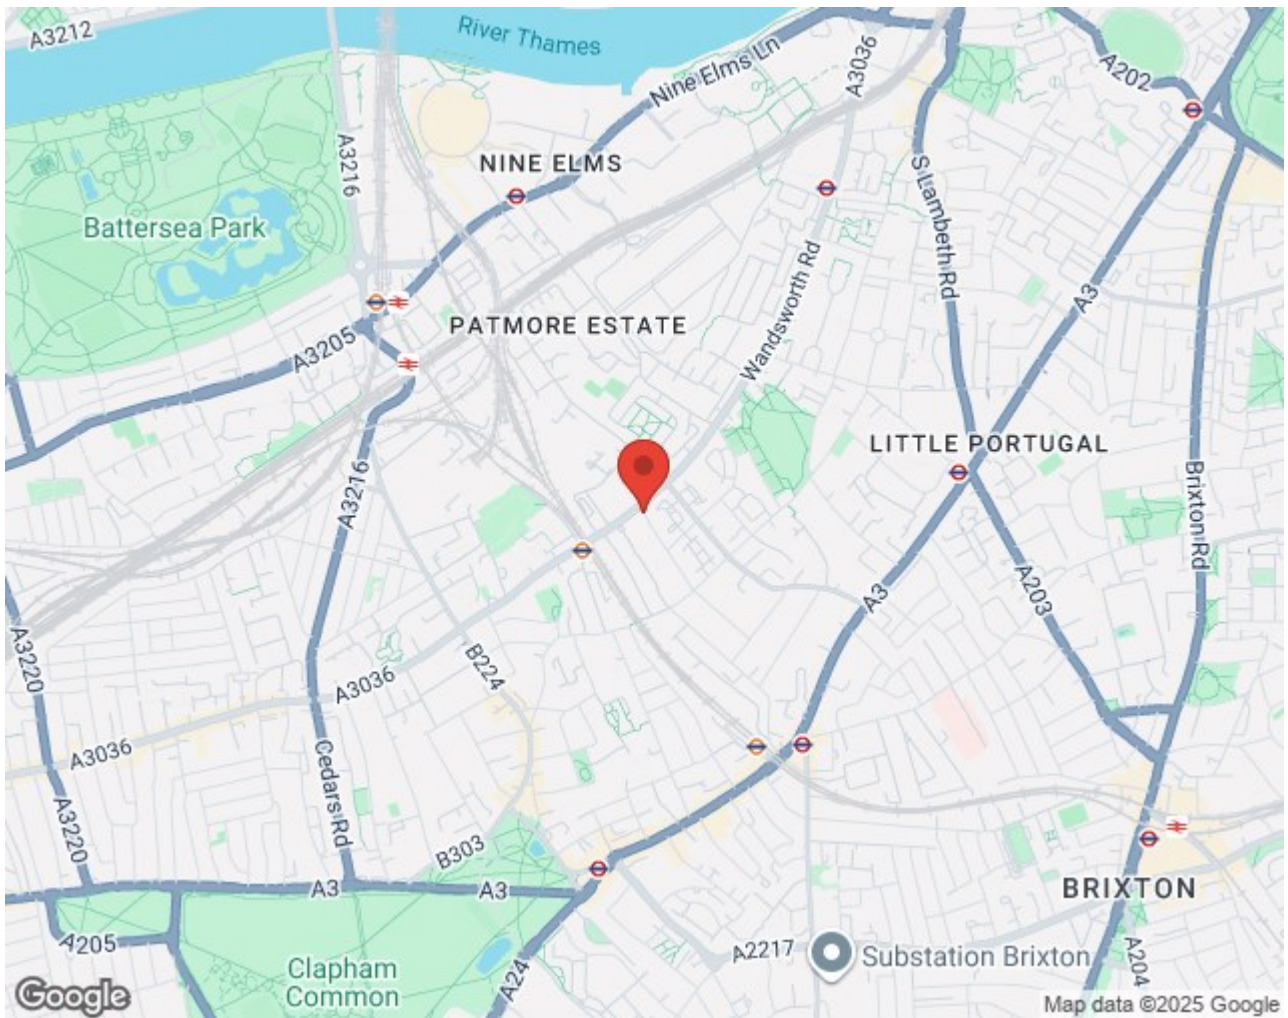 A3212
River Thames
A3036
A202
Nine Elms Ln
A3216
NINE ELMS
S Lambeth Rd
Battersea Park
Wandsworth Rd
A3
PATMORE ESTATE
A3205
LITTLE PORTUGAL
A3216
Brixton Rd
A3
A203
A3220
B224
A3036
A3036
Cedars Rd
A3220
B303
A3
A3
BRIXTON
A205
A2217
Substation Brixton
A204
Clapham
Common
A24
Google
Map data ©2025 Google